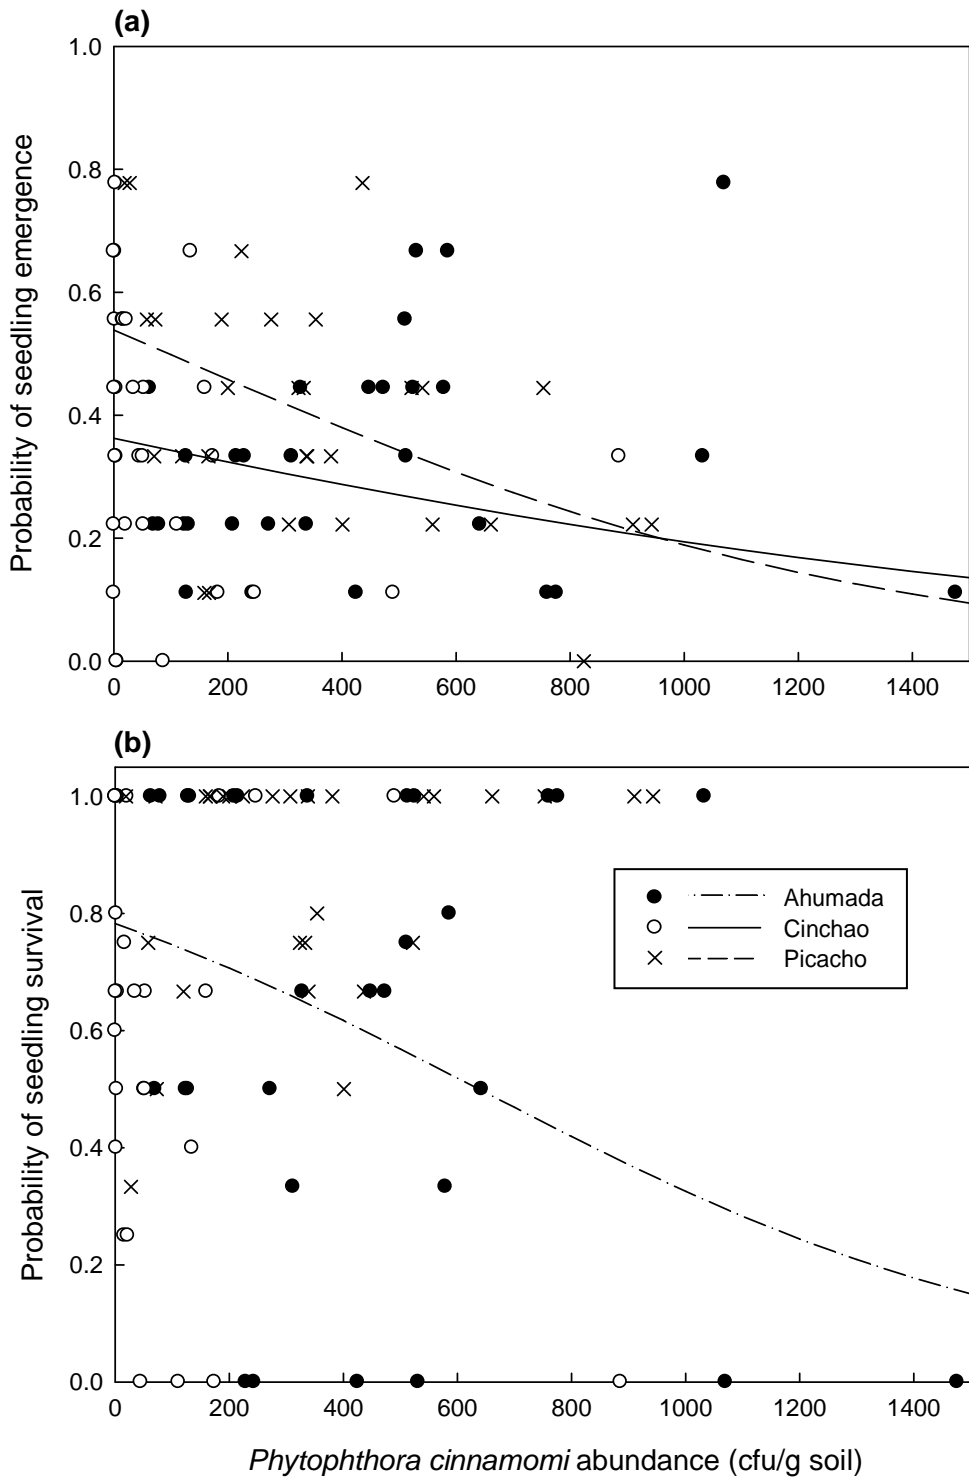 (a)
Probability of seedling emergence
1.0
0.8
0.6
0.4
0.2
0.0
0 200 400 600 800 1000 1200 1400
(b)
Probability of seedling survival
1.0
0.8
0.6
0.4
0.2
0.0
Ahumada
Cinchao
Picacho
0 200 400 600 800 1000 1200 1400
Phytophthora cinnamomi abundance (cfu/g soil)